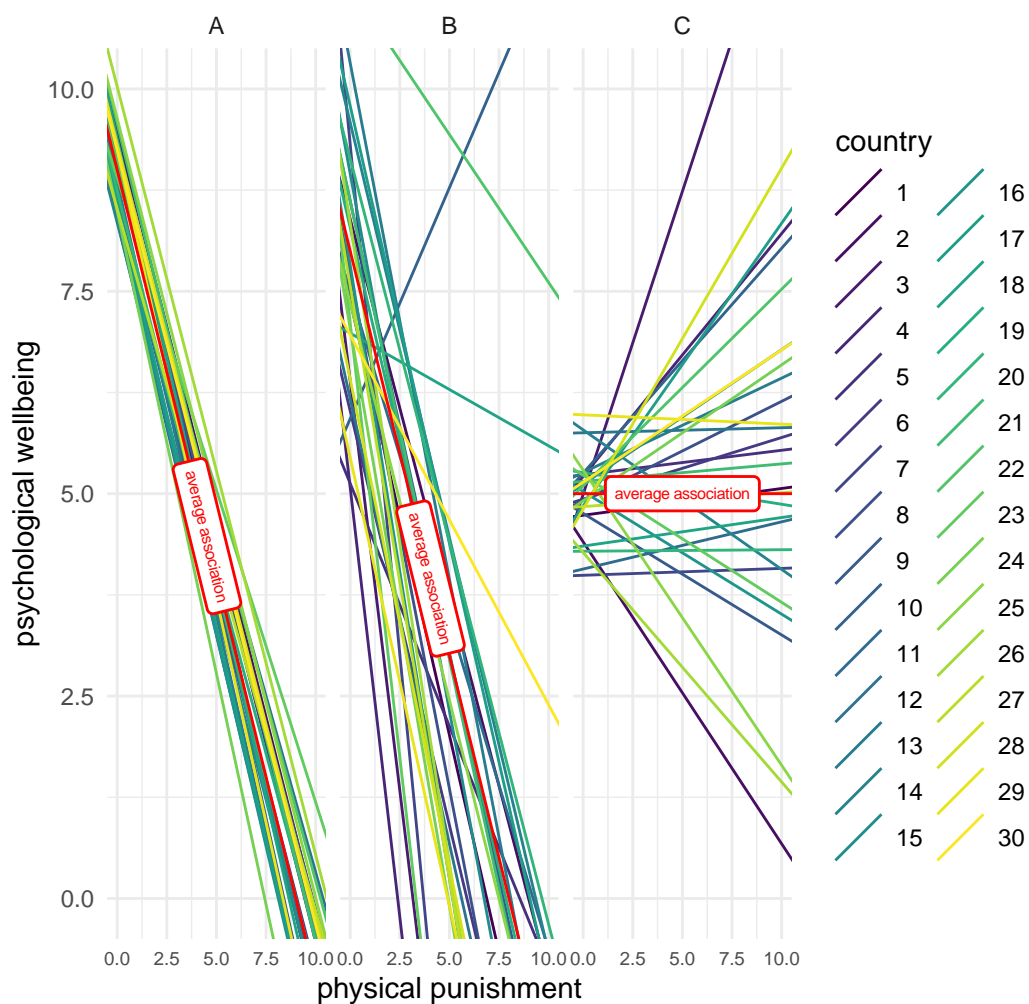 A B C
10.0
7.5
5.0
2.5
0.0
psychological wellbeing
average association
average association
average association
0.0 2.5 5.0 7.5 10.0 0.0 2.5 5.0 7.5 10.0 0.0 2.5 5.0 7.5 10.0
physical punishment
country
1 16
2 17
3 18
4 19
5 20
6 21
7 22
8 23
9 24
10 25
11 26
12 27
13 28
14 29
15 30